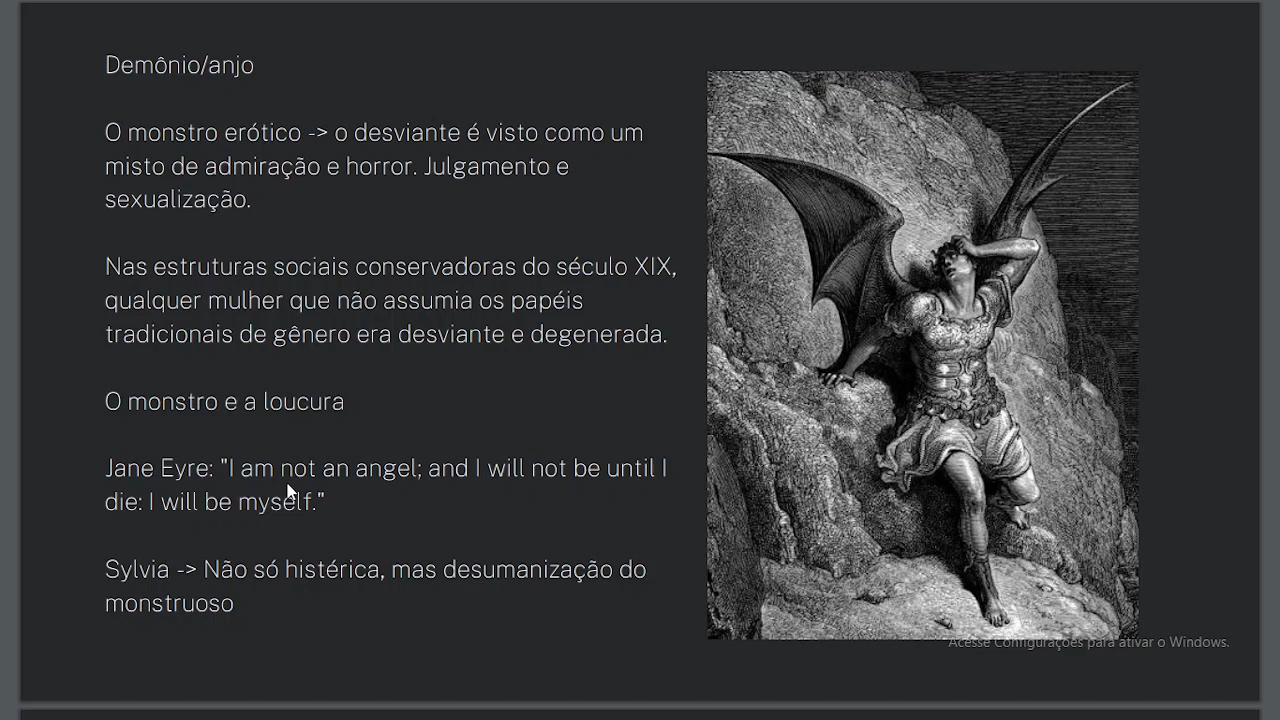 Demônio/anjo
O monstro erótico -> o desviante é visto como um
misto de admiração e horror. Julgamento e
sexualização.
Nas estruturas sociais conservadoras do século XIX,
qualquer mulher que não assumia os papéis
tradicionais de gênero era desviante e degenerada.
O monstro e a loucura
Jane Eyre: "I am not an angel; and I will not be until I
die: I will be myself."
Sylvia -> Não só histérica, mas desumanização do
monstruoso
Acesse Configurações para ativar o Windows.